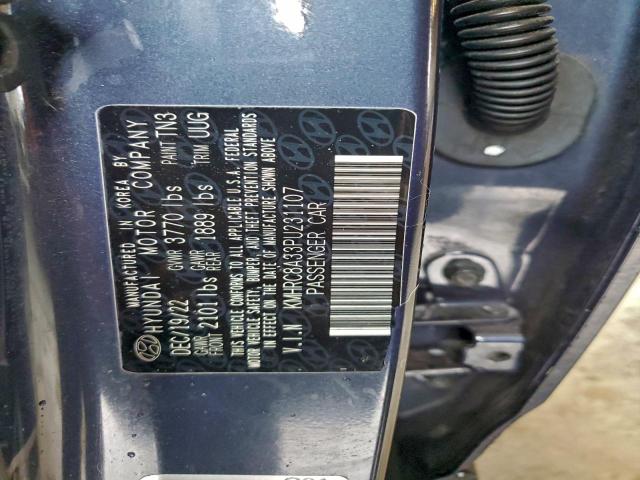 MANUFACTURED IN KOREA, BY
HYUNDAI MOTOR COMPANY
DEC/19/22 GVWR 3770 lbs PAINT TN3
GAWR FRONT 2101 lbs GAWR REAR 1889 lbs TRIM UUG
THIS VEHICLE CONFORMS TO ALL APPLICABLE U.S.A. FEDERAL
MOTOR VEHICLE SAFETY, BUMPER, AND THEFT PREVENTION STANDARDS
IN EFFECT ON THE DATE OF MANUFACTURE SHOWN ABOVE
V.I.N KMHRC8A33PU231107
PASSENGER CAR